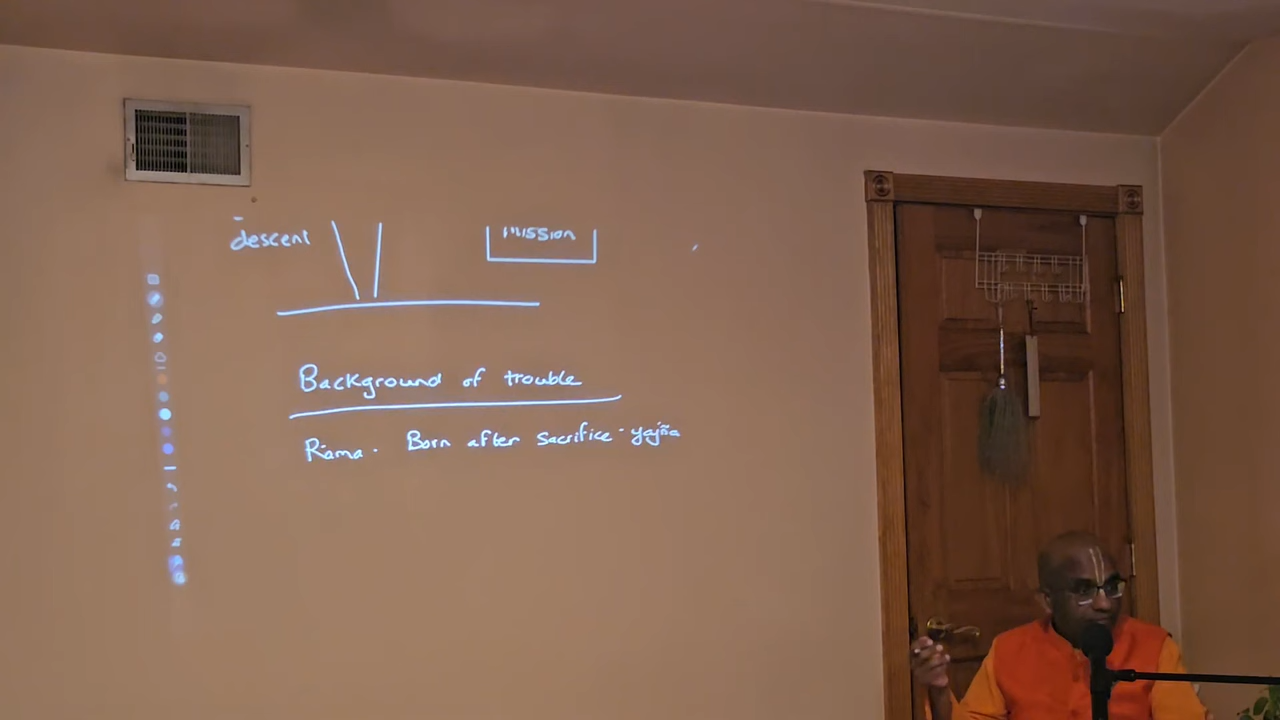 descent
Mission
Background of trouble
Rāma. Born after sacrifice - yajña